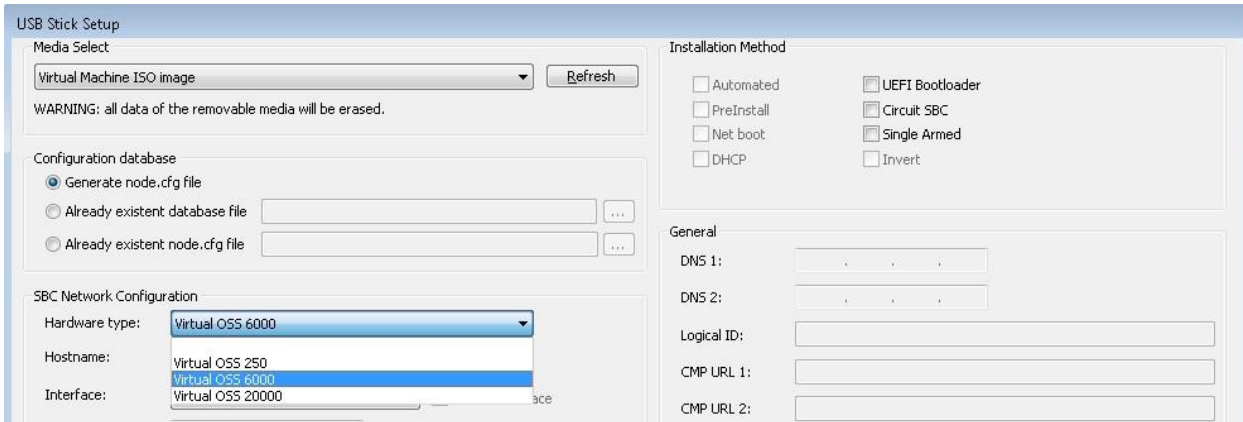 USB Stick Setup
Media Select
Virtual Machine ISO image
Refresh
WARNING: all data of the removable media will be erased.
Configuration database
Generate node.cfg file
Already existent database file
...
Already existent node.cfg file
...
SBC Network Configuration
Hardware type:
Virtual OSS 6000
Hostname:
Virtual OSS 250
Virtual OSS 6000
Interface:
Virtual OSS 20000
ace
Installation Method
Automated
UEFI Bootloader
PreInstall
Circuit SBC
Net boot
Single Armed
DHCP
Invert
General
DNS 1:
. . .
DNS 2:
. . .
Logical ID:
CMP URL 1:
CMP URL 2: